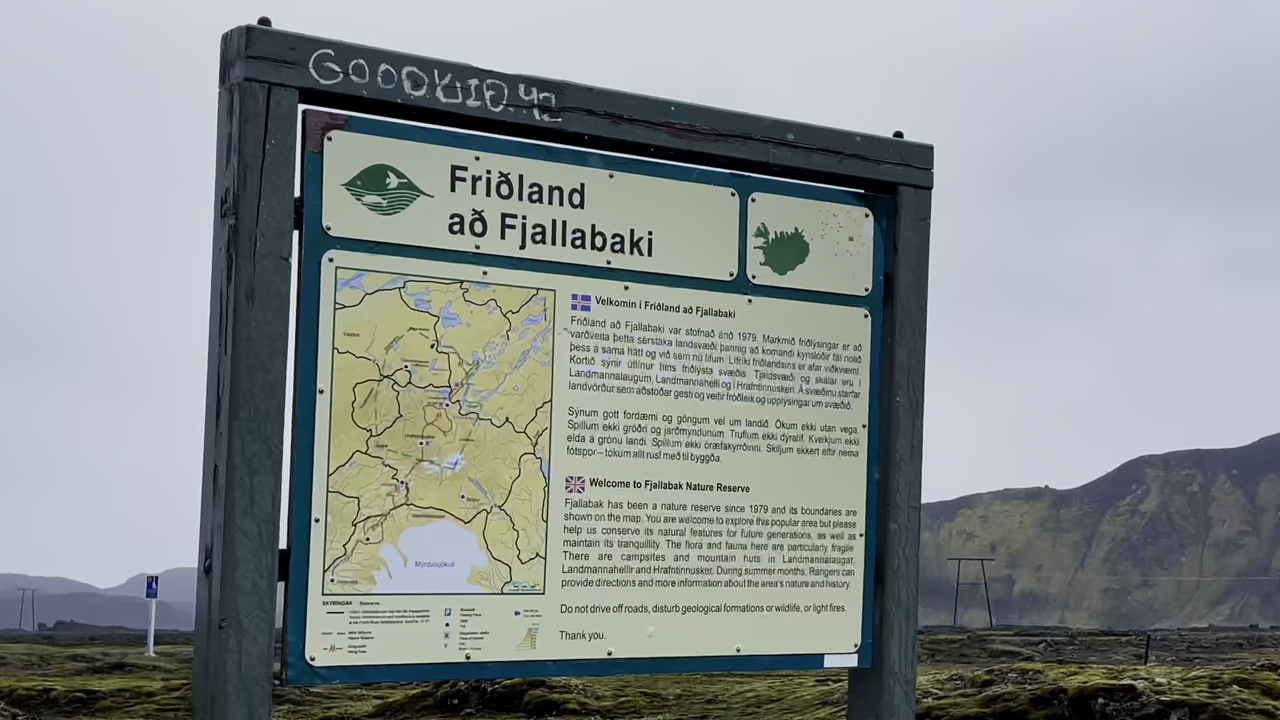 GOODKID.42
Friðland
að Fjallabaki
Velkomin í Friðland að Fjallabaki
Friðland að Fjallabaki var stofnað árið 1979. Markmið friðlýsingar er að
varðveita þetta sérstaka landsvæði þannig að komandi kynslóðir fái notið
þess á sama hátt og við sem nú lifum. Lífríki friðlandsins er afar viðkvæmt.
Kortið sýnir útlínur hins friðlýsta svæðis. Tjaldsvæði og skálar eru í
Landmannalaugum, Landmannahelli og í Hrafntinnuskeri. Á svæðinu starfar
landvörður sem aðstoðar gesti og veitir fróðleik og upplýsingar um svæðið.
Sýnum gott fordæmi og göngum vel um landið. Ökum ekki utan vega.
Spillum ekki gróðri og jarðmyndunum. Truflum ekki dýralíf. Kveikjum ekki
elda á grónu landi. Spillum ekki öræfakyrrðinni. Skiljum ekkert eftir nema
fótspor – tökum allt rusl með til byggða.
Welcome to Fjallabak Nature Reserve
Fjallabak has been a nature reserve since 1979 and its boundaries are
shown on the map. You are welcome to explore this popular area but please
help us conserve its natural features for future generations, as well as
maintain its tranquillity. The flora and fauna here are particularly fragile.
There are campsites and mountain huts in Landmannalaugar,
Landmannahellir and Hrafntinnusker. During summer months, Rangers can
provide directions and more information about the area's nature and history.
Do not drive off roads, disturb geological formations or wildlife, or light fires.
Thank you.
Mýrdalsjökull
SKÝRINGAR